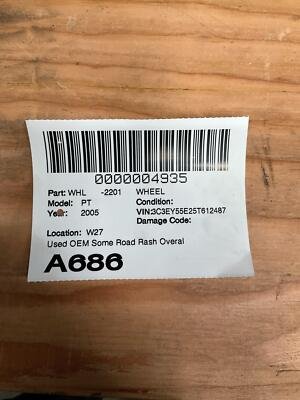 0000004935
Part: WHL -2201 WHEEL
Model: PT Condition:
Year: 2005 VIN:3C3EY55E25T612487
Damage Code:
Location: W27
Used OEM Some Road Rash Overal
A686